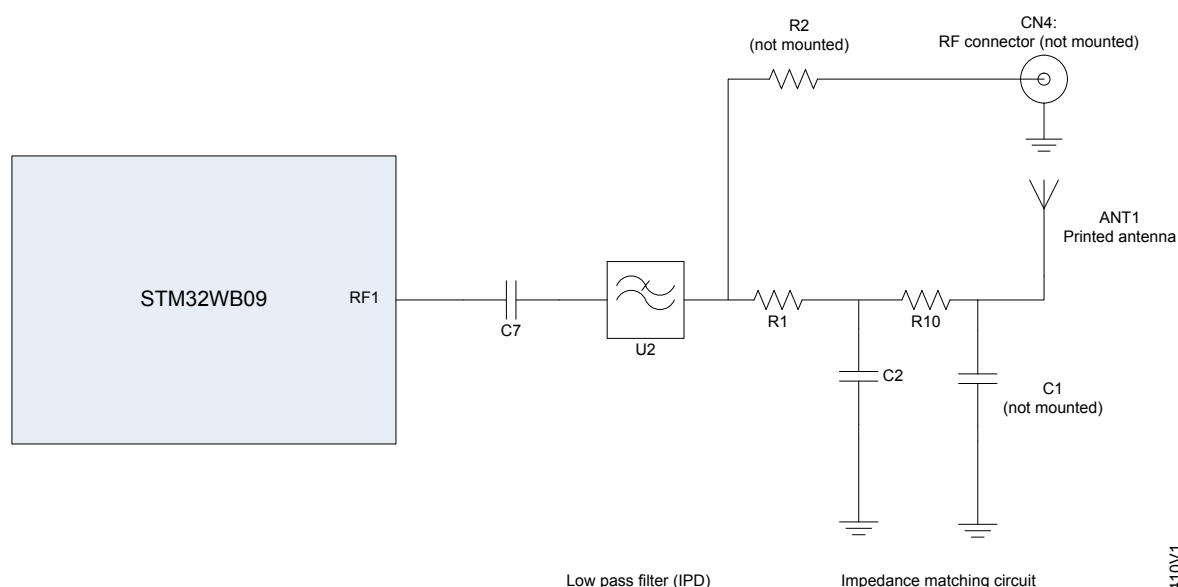 R2
(not mounted)
CN4:
RF connector (not mounted)
ANT1
Printed antenna
STM32WB09
RF1
C7
U2
R1
R10
C2
C1
(not mounted)
Low pass filter (IPD)
Impedance matching circuit